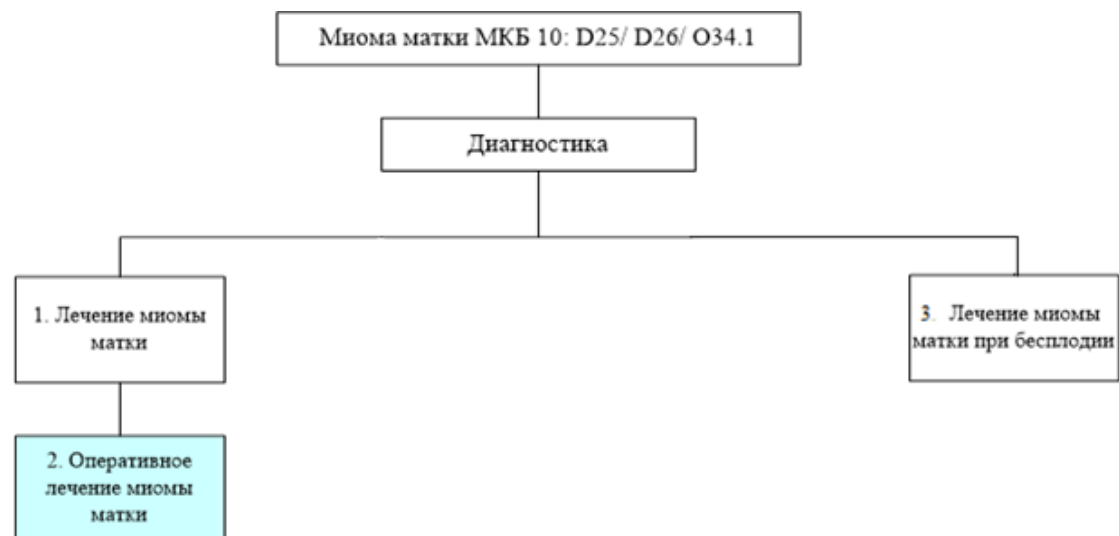 Миома матки МКБ 10: D25/ D26/ O34.1
Диагностика
1. Лечение миомы
матки
3. Лечение миомы
матки при бесплодии
2. Оперативное
лечение миомы
матки